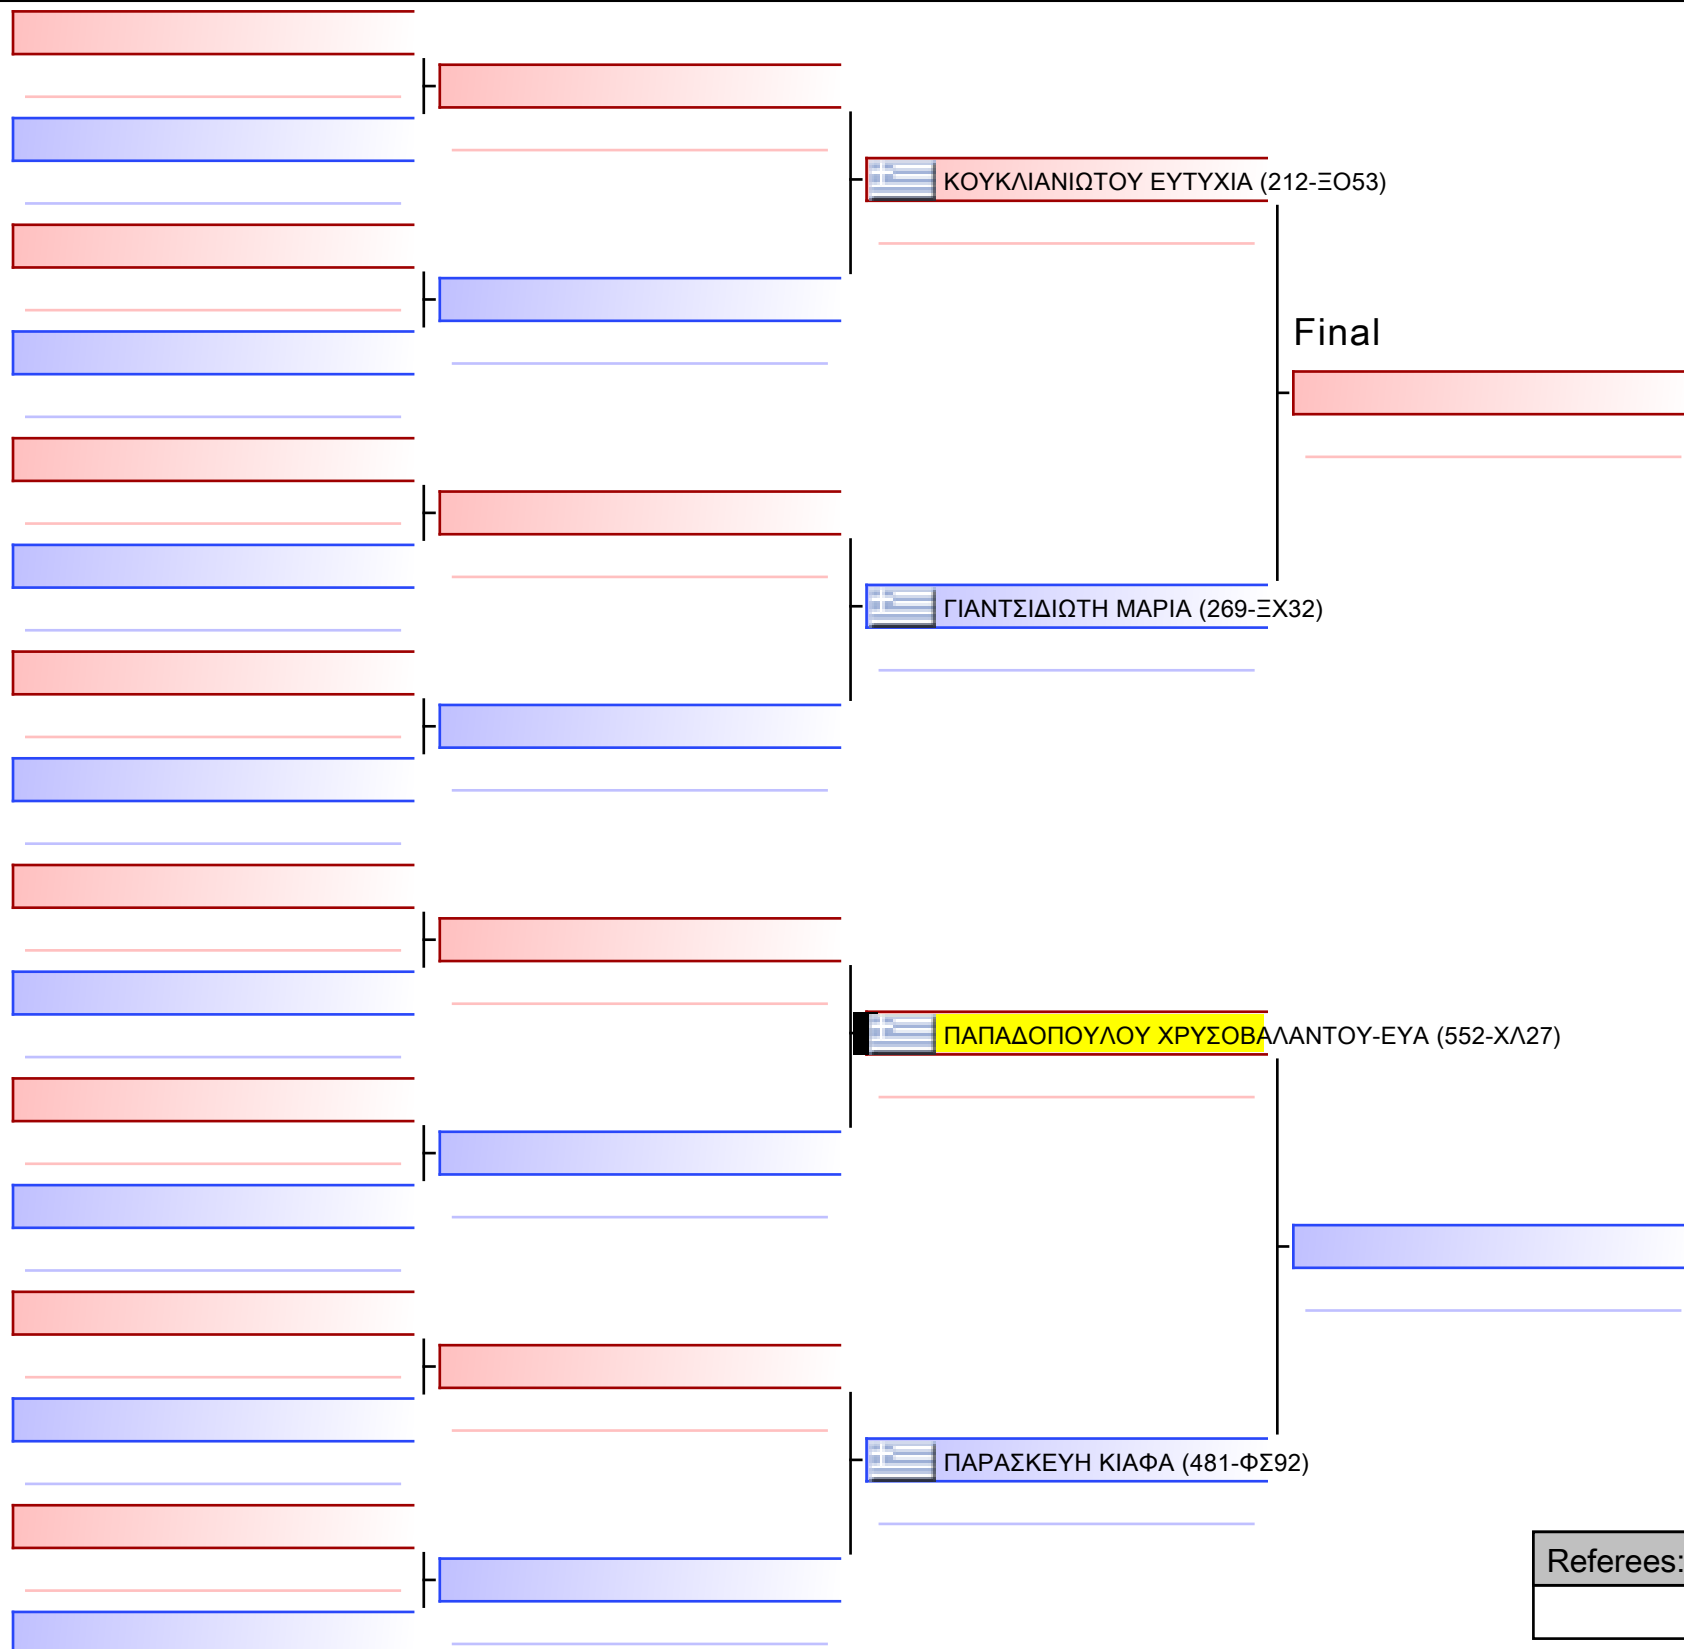 ΚΟΥΚΛΙΑΝΙΩΤΟΥ ΕΥΤΥΧΙΑ (212-ΞΟ53)
Final
ΓΙΑΝΤΣΙΔΙΩΤΗ ΜΑΡΙΑ (269-ΞΧ32)
ΠΑΠΑΔΟΠΟΥΛΟΥ ΧΡΥΣΟΒΑΛΑΝΤΟΥ-ΕΥΑ (552-ΧΛ27)
ΠΑΡΑΣΚΕΥΗ ΚΙΑΦΑ (481-ΦΣ92)
Referees: